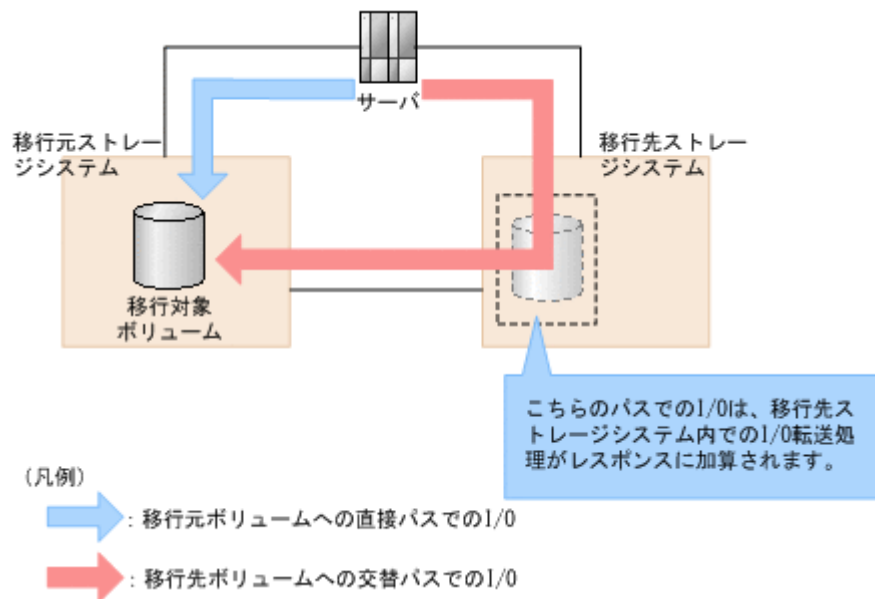 サーバ
移行元ストレー
ジシステム
移行先ストレー
ジシステム
移行対象
ボリューム
こちらのパスでのI/Oは、移行先ス
トレージシステム内でのI/O転送処
理がレスポンスに加算されます。
(凡例)
: 移行元ボリュームへの直接パスでのI/O
: 移行先ボリュームへの交替パスでのI/O